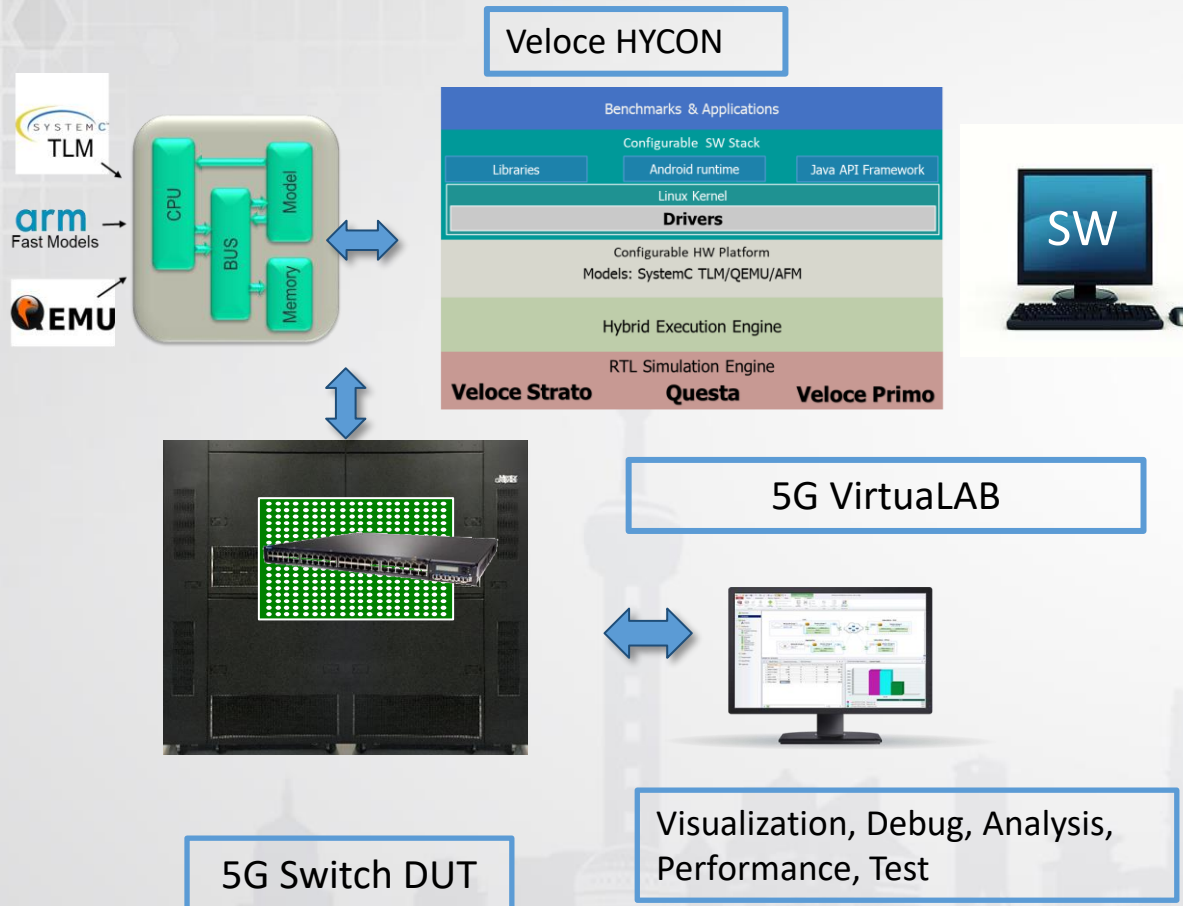 Veloce HYCON
SYSTEM C
TLM
arm
Fast Models
QEMU
CPU
BUS
Model
Memory
Benchmarks & Applications
Configurable SW Stack
Libraries
Android runtime
Java API Framework
Linux Kernel
Drivers
Configurable HW Platform
Models: SystemC TLM/QEMU/AFM
Hybrid Execution Engine
RTL Simulation Engine
Veloce Strato
Questa
Veloce Primo
SW
5G VirtuaLAB
5G Switch DUT
Visualization, Debug, Analysis,
Performance, Test